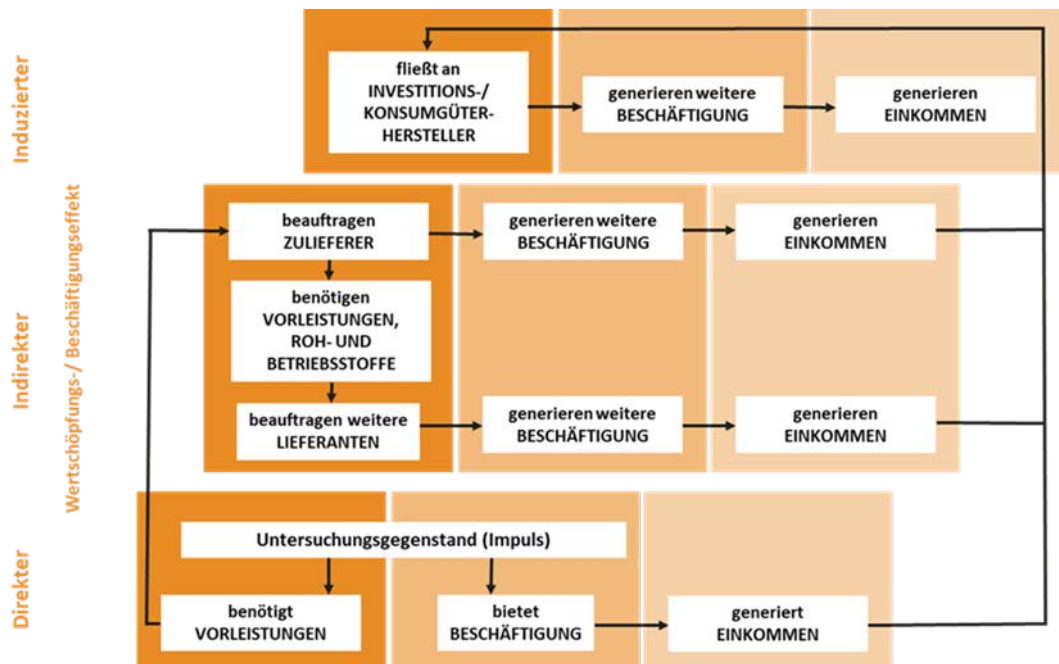 Induzierter
fließt an
INVESTITIONS-/
KONSUMGÜTER-
HERSTELLER
generieren weitere
BESCHÄFTIGUNG
generieren
EINKOMMEN
Wertschöpfungs-/ Beschäftigungseffekt
Indirekter
beauftragen
ZULIEFERER
generieren weitere
BESCHÄFTIGUNG
generieren
EINKOMMEN
benötigen
VORLEISTUNGEN,
ROH- UND
BETRIEBSSTOFFE
beauftragen weitere
LIEFERANTEN
generieren weitere
BESCHÄFTIGUNG
generieren
EINKOMMEN
Direkter
Untersuchungsgegenstand (Impuls)
benötigt
VORLEISTUNGEN
bietet
BESCHÄFTIGUNG
generiert
EINKOMMEN